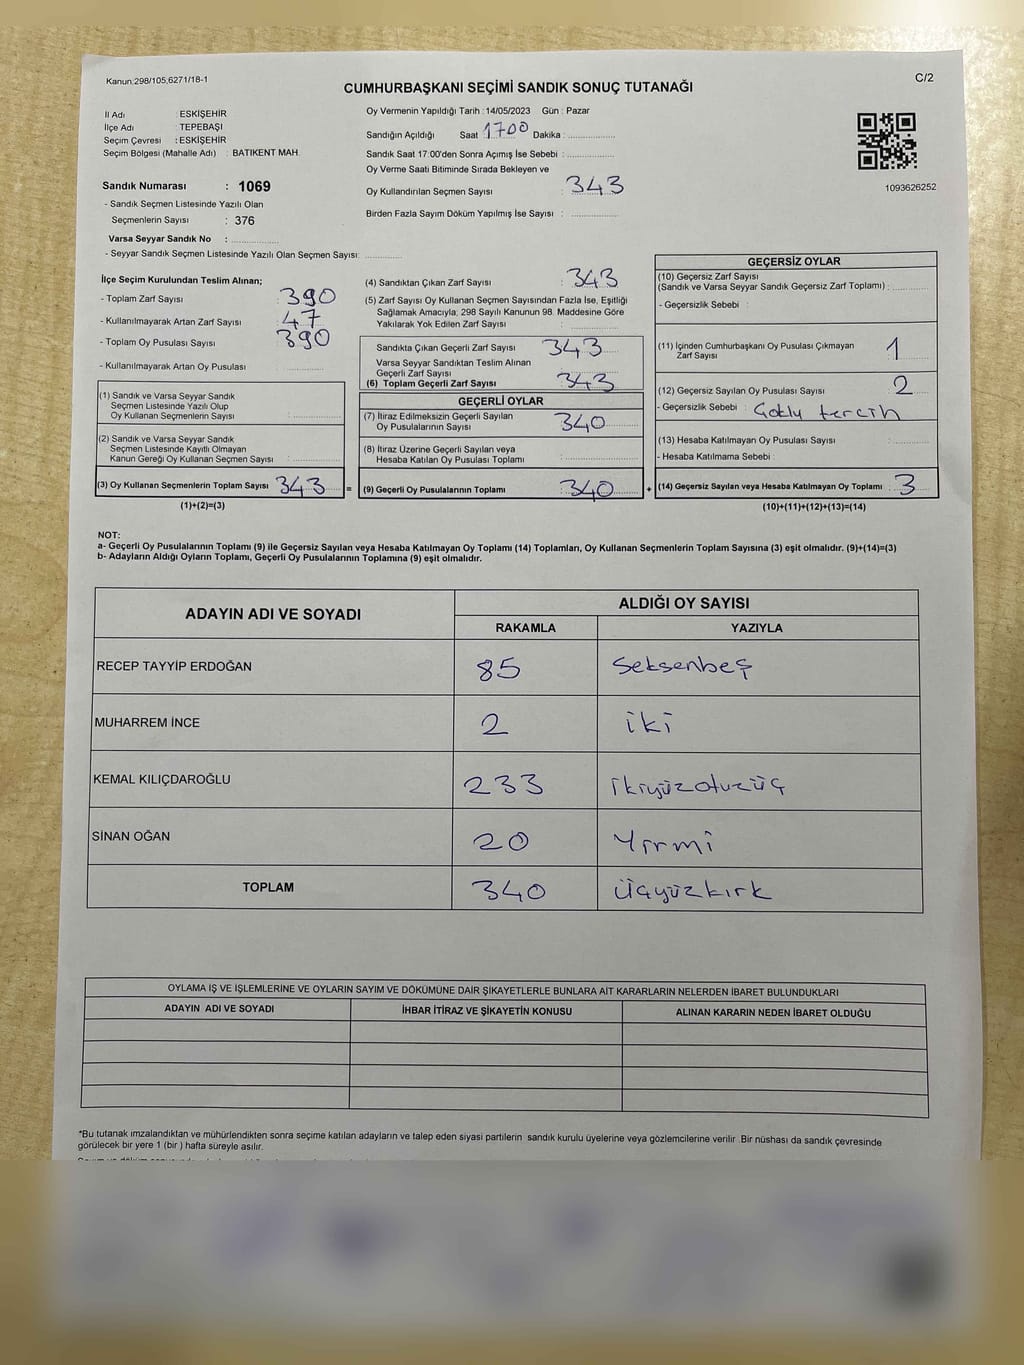 Kanun:298/105,6271/18-1
C/2
CUMHURBAŞKANI SEÇİMİ SANDIK SONUÇ TUTANAĞI
İl Adı : ESKİŞEHİR
İlçe Adı : TEPEBAŞI
Seçim Çevresi : ESKİŞEHİR
Seçim Bölgesi (Mahalle Adı) : BATIKENT MAH.
Sandık Numarası : 1069
- Sandık Seçmen Listesinde Yazılı Olan
Seçmenlerin Sayısı : 376
Varsa Seyyar Sandık No :
- Seyyar Sandık Seçmen Listesinde Yazılı Olan Seçmen Sayısı:
Oy Vermenin Yapıldığı Tarih : 14/05/2023 Gün : Pazar
Sandığın Açıldığı Saat 1700 Dakika :
Sandık Saat 17:00'den Sonra Açımış İse Sebebi :
Oy Verme Saati Bitiminde Sırada Bekleyen ve
Oy Kullandırılan Seçmen Sayısı : 343
Birden Fazla Sayım Döküm Yapılmış İse Sayısı :
1093626252
İlçe Seçim Kurulundan Teslim Alınan;
- Toplam Zarf Sayısı : 390
- Kullanılmayarak Artan Zarf Sayısı : 47
- Toplam Oy Pusulası Sayısı : 390
- Kullanılmayarak Artan Oy Pusulası :
(1) Sandık ve Varsa Seyyar Sandık
Seçmen Listesinde Yazılı Olup
Oy Kullanan Seçmenlerin Sayısı :
(2) Sandık ve Varsa Seyyar Sandık
Seçmen Listesinde Kayıtlı Olmayan
Kanun Gereği Oy Kullanan Seçmen Sayısı :
(3) Oy Kullanan Seçmenlerin Toplam Sayısı : 343 =
(1)+(2)=(3)
(4) Sandıktan Çıkan Zarf Sayısı : 343
(5) Zarf Sayısı Oy Kullanan Seçmen Sayısından Fazla İse, Eşitliği
Sağlamak Amacıyla; 298 Sayılı Kanunun 98. Maddesine Göre
Yakılarak Yok Edilen Zarf Sayısı :
Sandıkta Çıkan Geçerli Zarf Sayısı : 343
Varsa Seyyar Sandıktan Teslim Alınan
Geçerli Zarf Sayısı :
(6) Toplam Geçerli Zarf Sayısı : 343
GEÇERLİ OYLAR
(7) İtiraz Edilmeksizin Geçerli Sayılan
Oy Pusulalarının Sayısı : 340
(8) İtiraz Üzerine Geçerli Sayılan veya
Hesaba Katılan Oy Pusulası Toplamı :
(9) Geçerli Oy Pusulalarının Toplamı : 340 +
GEÇERSİZ OYLAR
(10) Geçersiz Zarf Sayısı
(Sandık ve Varsa Seyyar Sandık Geçersiz Zarf Toplamı) :
- Geçersizlik Sebebi :
(11) İçinden Cumhurbaşkanı Oy Pusulası Çıkmayan
Zarf Sayısı : 1
(12) Geçersiz Sayılan Oy Pusulası Sayısı : 2
- Geçersizlik Sebebi : Çoklu tercih
(13) Hesaba Katılmayan Oy Pusulası Sayısı :
- Hesaba Katılmama Sebebi :
(14) Geçersiz Sayılan veya Hesaba Katılmayan Oy Toplamı : 3
(10)+(11)+(12)+(13)=(14)
NOT:
a- Geçerli Oy Pusulalarının Toplamı (9) ile Geçersiz Sayılan veya Hesaba Katılmayan Oy Toplamı (14) Toplamları, Oy Kullanan Seçmenlerin Toplam Sayısına (3) eşit olmalıdır. (9)+(14)=(3)
b- Adayların Aldığı Oyların Toplamı, Geçerli Oy Pusulalarının Toplamına (9) eşit olmalıdır.
ADAYIN ADI VE SOYADI
ALDIĞI OY SAYISI
RAKAMLA YAZIYLA
RECEP TAYYİP ERDOĞAN 85 Seksenbeş
MUHARREM İNCE 2 iki
KEMAL KILIÇDAROĞLU 233 ikiyüzotuzüç
SİNAN OĞAN 20 Yirmi
TOPLAM 340 Üçyüzkırk
OYLAMA İŞ VE İŞLEMLERİNE VE OYLARIN SAYIM VE DÖKÜMÜNE DAİR ŞİKAYETLERLE BUNLARA AİT KARARLARIN NELERDEN İBARET BULUNDUKLARI
ADAYIN ADI VE SOYADI İHBAR İTİRAZ VE ŞİKAYETİN KONUSU ALINAN KARARIN NEDEN İBARET OLDUĞU
*Bu tutanak imzalandıktan ve mühürlendikten sonra seçime katılan adayların ve talep eden siyasi partilerin sandık kurulu üyelerine veya gözlemcilerine verilir .Bir nüshası da sandık çevresinde
görülecek bir yere 1 (bir ) hafta süreyle asılır.